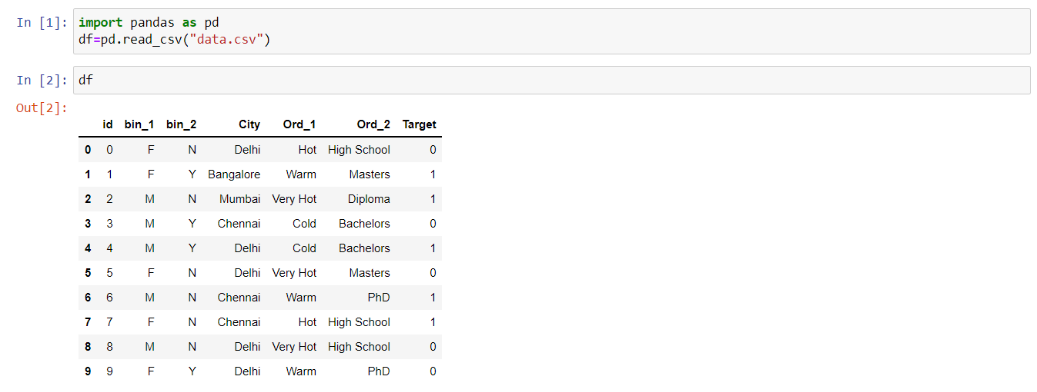 In [1]: import pandas as pd
df=pd.read_csv("data.csv")
In [2]: df
Out[2]:
id bin_1 bin_2 City Ord_1 Ord_2 Target
0 0 F N Delhi Hot High School 0
1 1 F Y Bangalore Warm Masters 1
2 2 M N Mumbai Very Hot Diploma 1
3 3 M Y Chennai Cold Bachelors 0
4 4 M Y Delhi Cold Bachelors 1
5 5 F N Delhi Very Hot Masters 0
6 6 M N Chennai Warm PhD 1
7 7 F N Chennai Hot High School 1
8 8 M N Delhi Very Hot High School 0
9 9 F Y Delhi Warm PhD 0